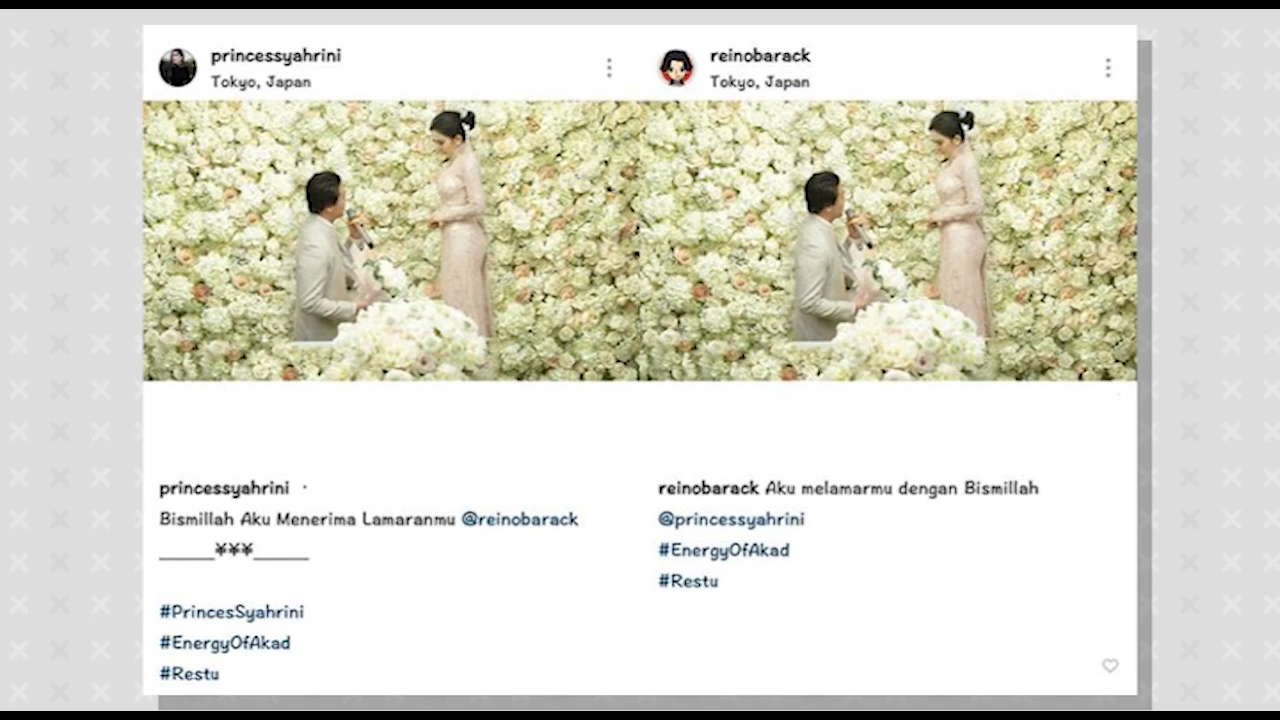 princessyahrini
Tokyo, Japan
reinobarack
Tokyo, Japan
princessyahrini ·
Bismillah Aku Menerima Lamaranmu @reinobarack
______¥¥¥______
#PrincesSyahrini
#EnergyOfAkad
#Restu
reinobarack Aku melamarmu dengan Bismillah
@princessyahrini
#EnergyOfAkad
#Restu